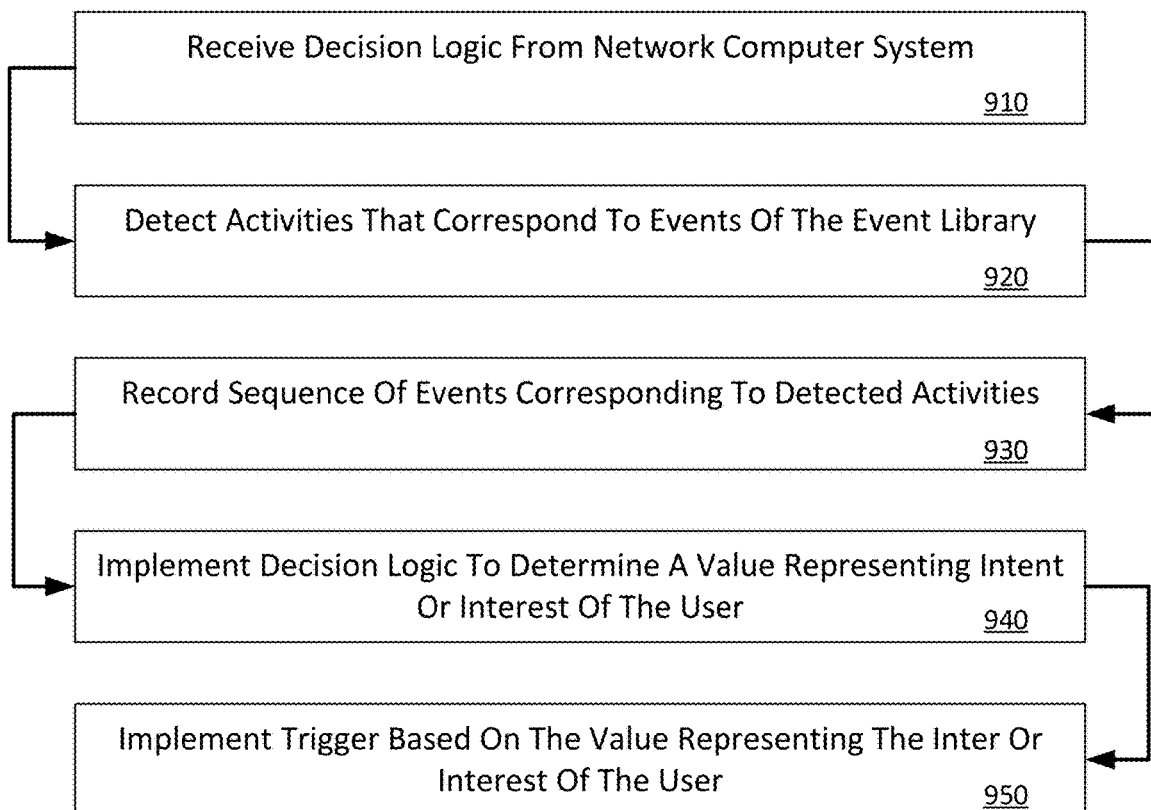 Receive Decision Logic From Network Computer System
910
Detect Activities That Correspond To Events Of The Event Library
920
Record Sequence Of Events Corresponding To Detected Activities
930
Implement Decision Logic To Determine A Value Representing Intent
Or Interest Of The User
940
Implement Trigger Based On The Value Representing The Inter Or
Interest Of The User
950